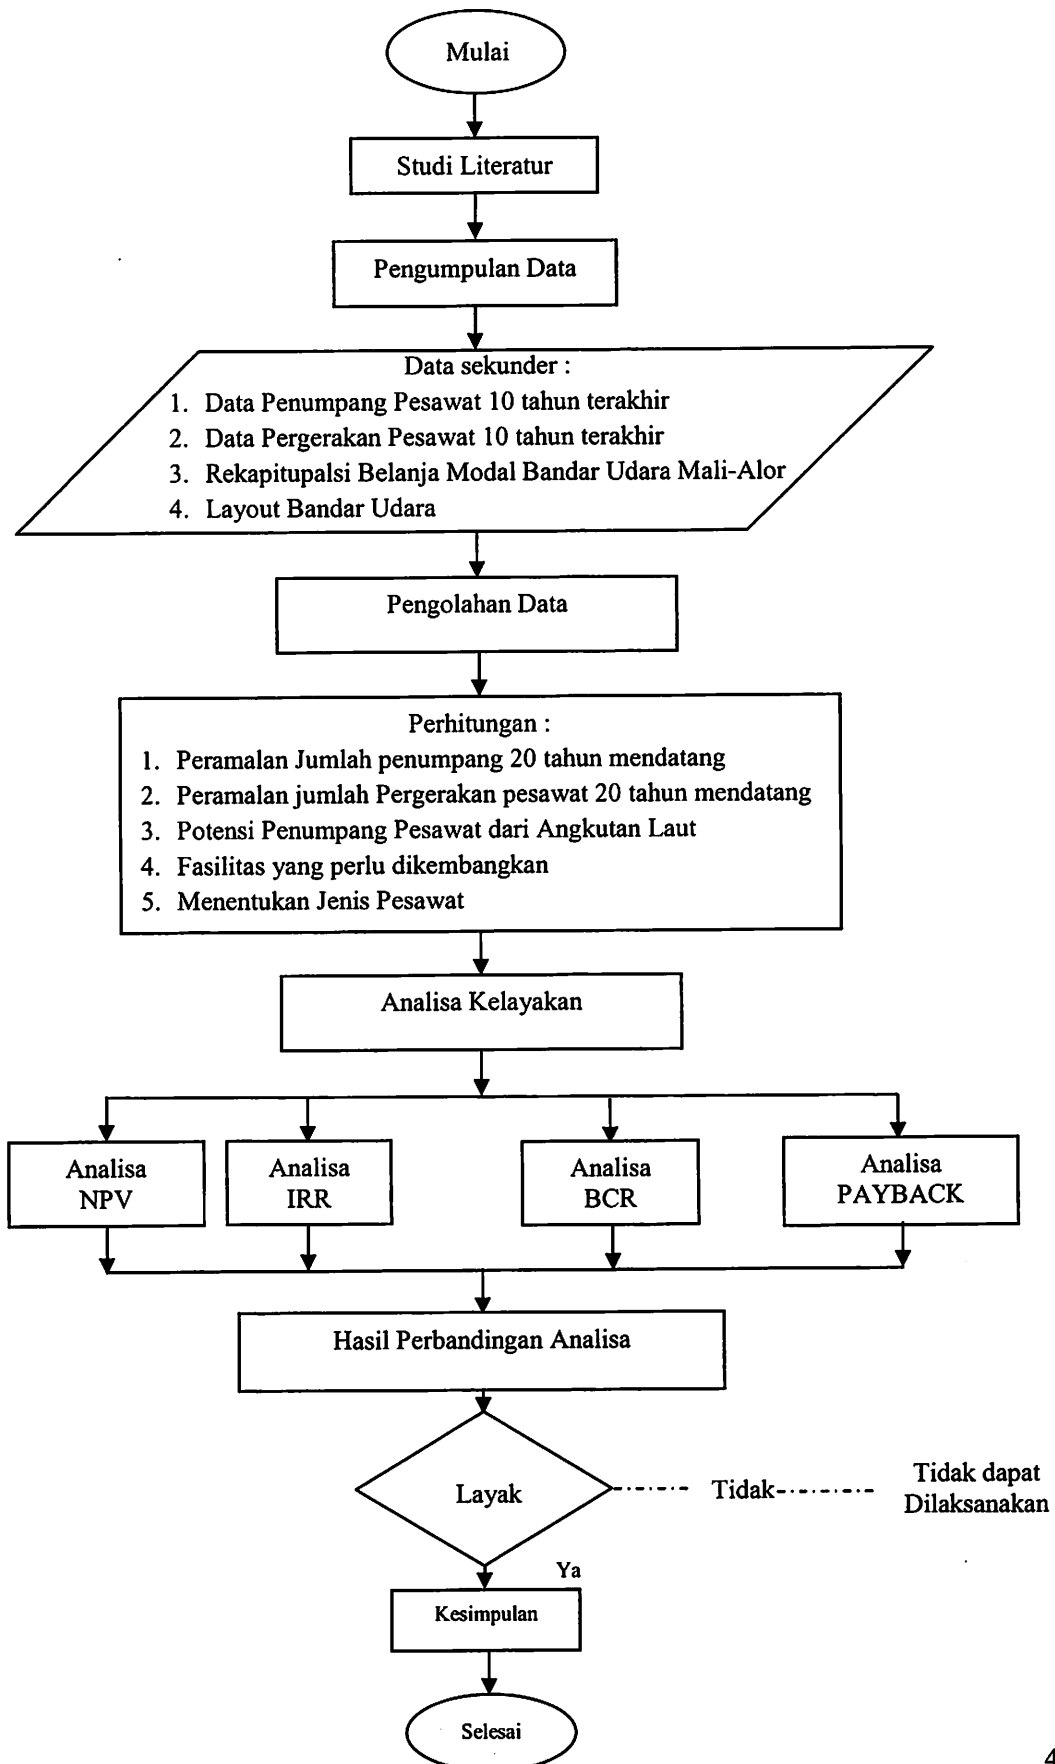 Mulai
Studi Literatur
Pengumpulan Data
Data sekunder :
1. Data Penumpang Pesawat 10 tahun terakhir
2. Data Pergerakan Pesawat 10 tahun terakhir
3. Rekapitupalsi Belanja Modal Bandar Udara Mali-Alor
4. Layout Bandar Udara
Pengolahan Data
Perhitungan :
1. Peramalan Jumlah penumpang 20 tahun mendatang
2. Peramalan jumlah Pergerakan pesawat 20 tahun mendatang
3. Potensi Penumpang Pesawat dari Angkutan Laut
4. Fasilitas yang perlu dikembangkan
5. Menentukan Jenis Pesawat
Analisa Kelayakan
Analisa
NPV
Analisa
IRR
Analisa
BCR
Analisa
PAYBACK
Hasil Perbandingan Analisa
Layak
Tidak
Tidak dapat
Dilaksanakan
Ya
Kesimpulan
Selesai
4